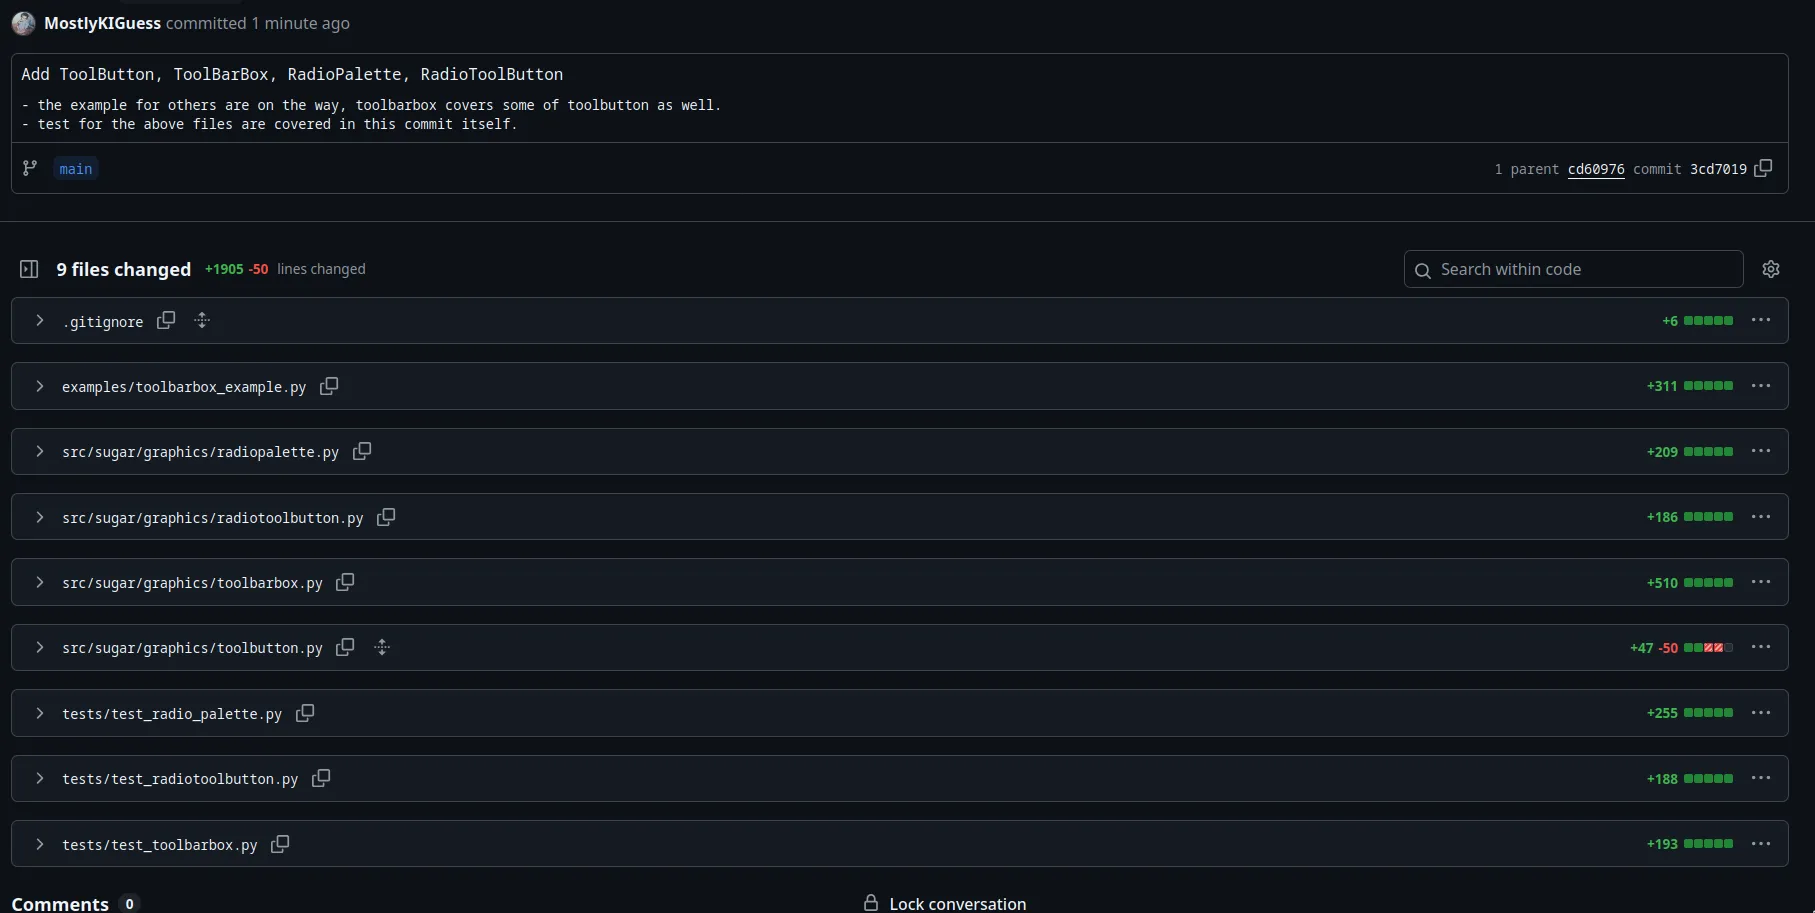 MostlyKIGuess committed 1 minute ago
Add ToolButton, ToolBarBox, RadioPalette, RadioToolButton
- the example for others are on the way, toolbarbox covers some of toolbutton as well.
- test for the above files are covered in this commit itself.
main
1 parent cd60976 commit 3cd7019
9 files changed +1905 -50 lines changed
Search within code
.gitignore +6
examples/toolbarbox_example.py +311
src/sugar/graphics/radiopalette.py +209
src/sugar/graphics/radiotoolbutton.py +186
src/sugar/graphics/toolbarbox.py +510
src/sugar/graphics/toolbutton.py +47 -50
tests/test_radio_palette.py +255
tests/test_radiotoolbutton.py +188
tests/test_toolbarbox.py +193
Comments 0
Lock conversation